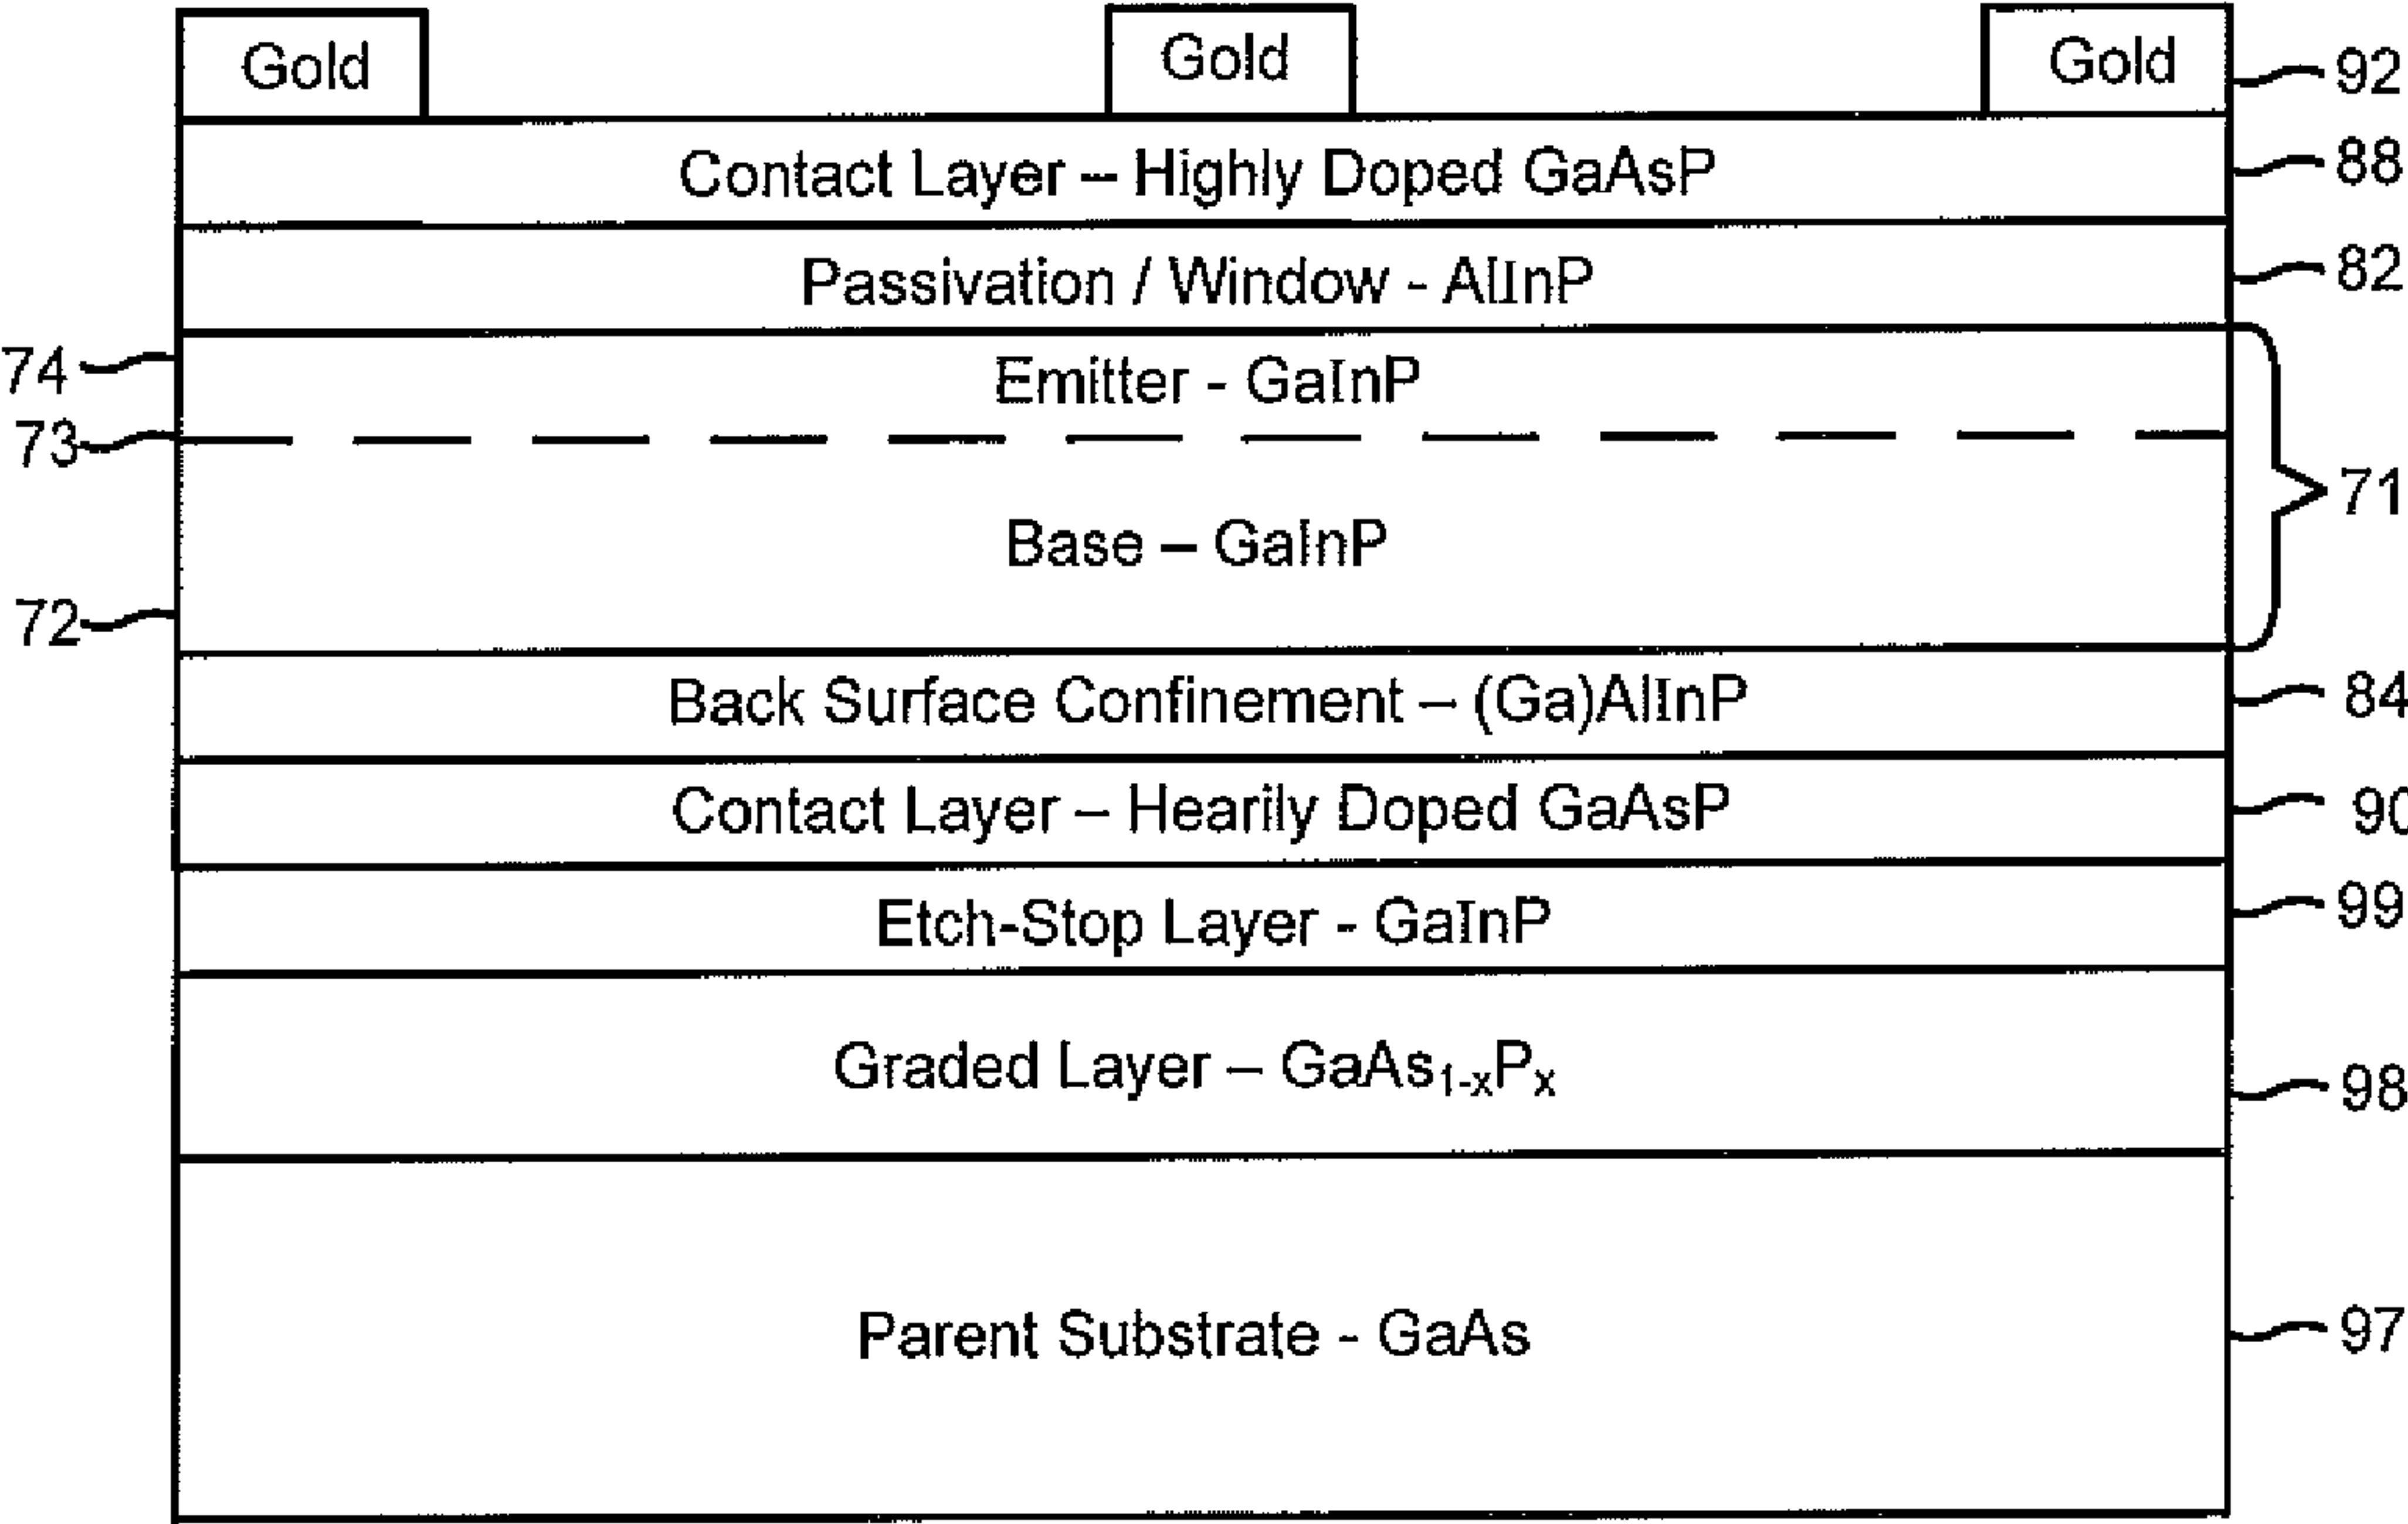 Gold Gold Gold 92
Contact Layer – Highly Doped GaAsP 88
Passivation / Window - AlInP 82
74 Emitter - GaInP
73
71
Base – GaInP
72
Back Surface Confinement – (Ga)AlInP 84
Contact Layer – Hearily Doped GaAsP 90
Etch-Stop Layer - GaInP 99
Graded Layer – GaAs₁₋ₓPₓ 98
Parent Substrate - GaAs 97